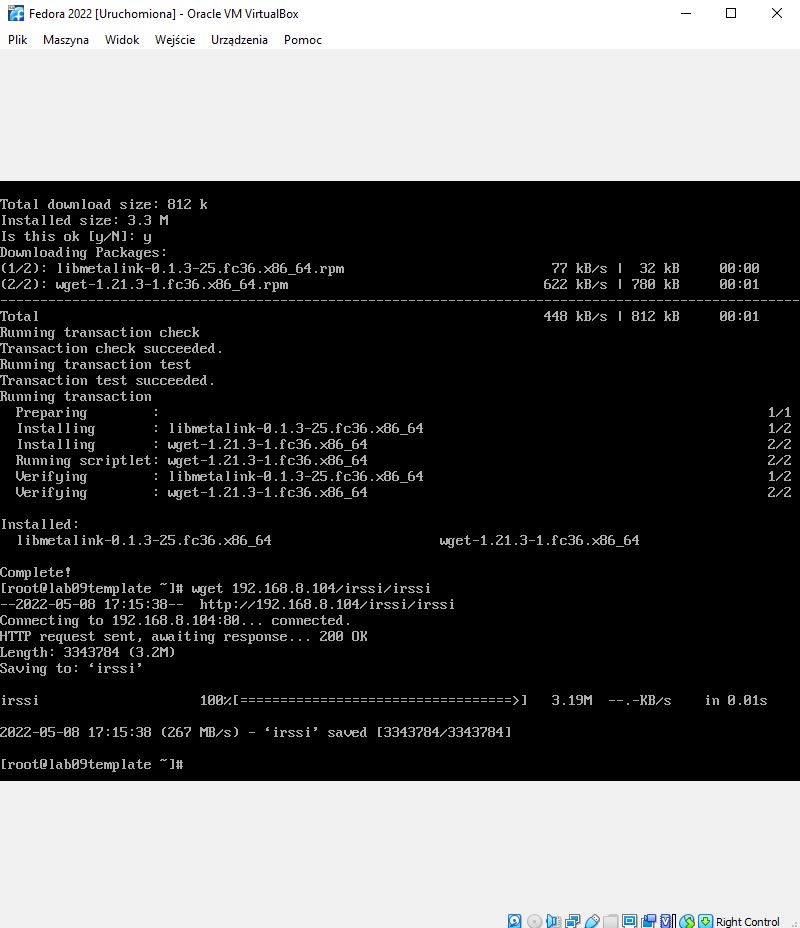 Fedora 2022 [Uruchomiona] - Oracle VM VirtualBox
Plik Maszyna Widok Wejście Urządzenia Pomoc
Total download size: 812 k
Installed size: 3.3 M
Is this ok [y/N]: y
Downloading Packages:
(1/2): libmetalink-0.1.3-25.fc36.x86_64.rpm 77 kB/s | 32 kB 00:00
(2/2): wget-1.21.3-1.fc36.x86_64.rpm 622 kB/s | 780 kB 00:01
--------------------------------------------------------------------------------
Total 448 kB/s | 812 kB 00:01
Running transaction check
Transaction check succeeded.
Running transaction test
Transaction test succeeded.
Running transaction
Preparing : 1/1
Installing : libmetalink-0.1.3-25.fc36.x86_64 1/2
Installing : wget-1.21.3-1.fc36.x86_64 2/2
Running scriptlet: wget-1.21.3-1.fc36.x86_64 2/2
Verifying : libmetalink-0.1.3-25.fc36.x86_64 1/2
Verifying : wget-1.21.3-1.fc36.x86_64 2/2
Installed:
libmetalink-0.1.3-25.fc36.x86_64 wget-1.21.3-1.fc36.x86_64
Complete!
[root@lab09template ~]# wget 192.168.8.104/irssi/irssi
--2022-05-08 17:15:38-- http://192.168.8.104/irssi/irssi
Connecting to 192.168.8.104:80... connected.
HTTP request sent, awaiting response... 200 OK
Length: 3343784 (3.2M)
Saving to: ‘irssi’
irssi 100%[==================================>] 3.19M --.-KB/s in 0.01s
2022-05-08 17:15:38 (267 MB/s) - ‘irssi’ saved [3343784/3343784]
[root@lab09template ~]#
Right Control